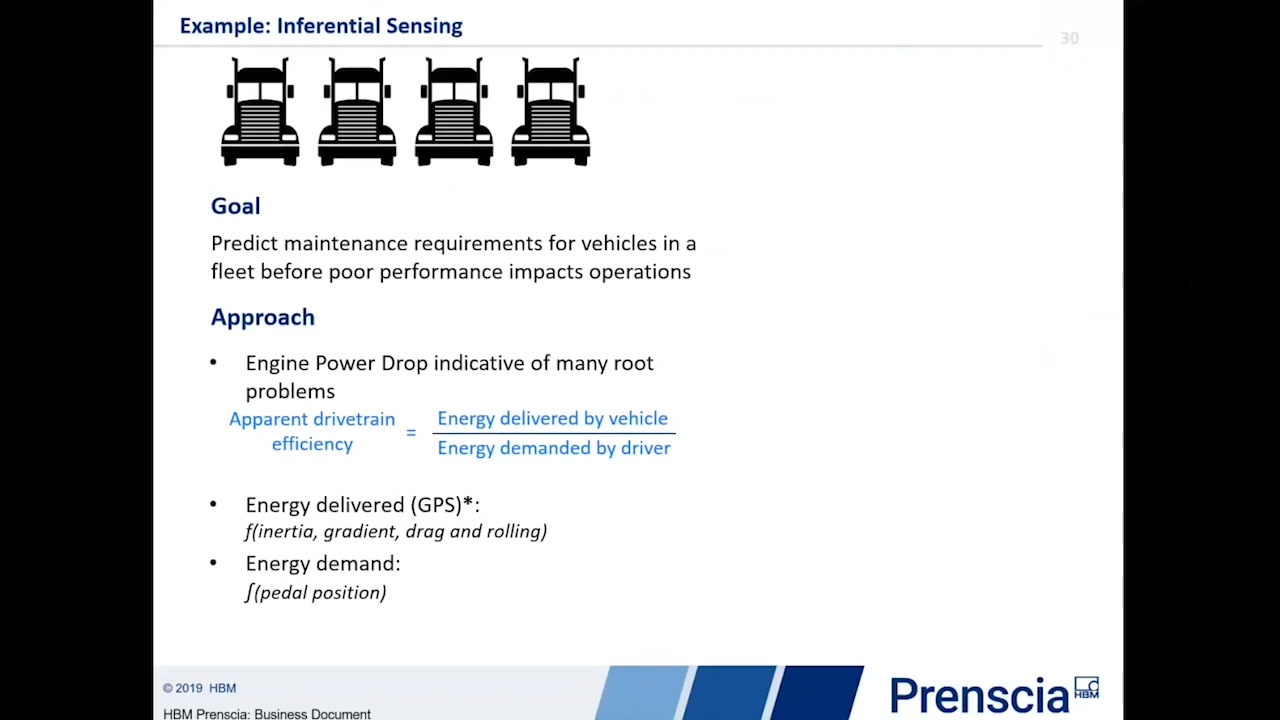 Example: Inferential Sensing
30
Goal
Predict maintenance requirements for vehicles in a
fleet before poor performance impacts operations
Approach
• Engine Power Drop indicative of many root
problems
Apparent drivetrain
efficiency
=
Energy delivered by vehicle
Energy demanded by driver
• Energy delivered (GPS)*:
f(inertia, gradient, drag and rolling)
• Energy demand:
∫(pedal position)
© 2019 HBM
HBM Prenscia: Business Document
Prenscia
HBM